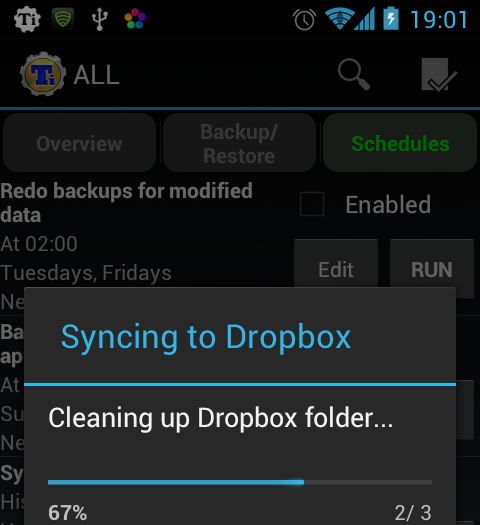 19:01
ALL
Overview
Backup/
Restore
Schedules
Redo backups for modified
data
Enabled
At 02:00
Tuesdays, Fridays
Edit
RUN
Ne
Ba
ap
At
Su
Ne
Sy
His
Syncing to Dropbox
Cleaning up Dropbox folder...
67%
2/ 3